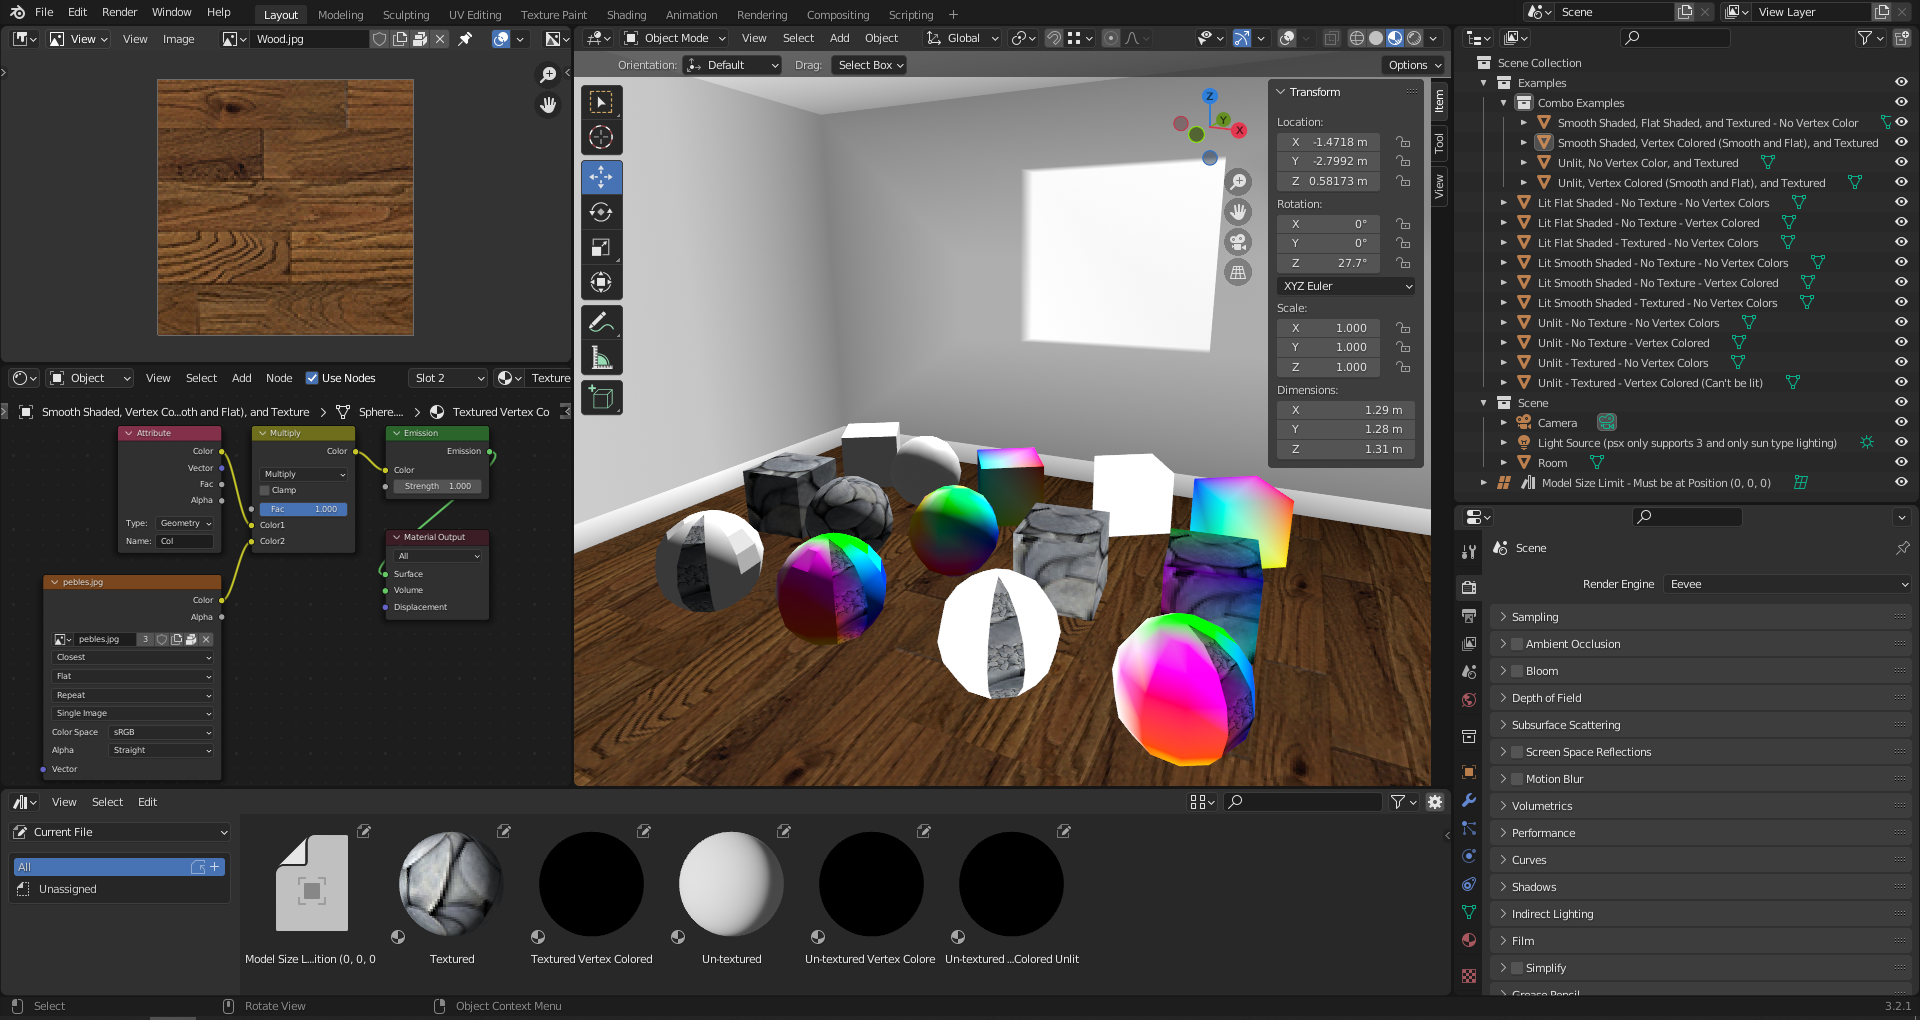 File Edit Render Window Help Layout Modeling Sculpting UV Editing Texture Paint Shading Animation Rendering Compositing Scripting + Scene View Layer
View View Image Wood.jpg
Object Mode View Select Add Object Global
Orientation: Default Drag: Select Box Options
Z
Y
X
Transform
Location:
X -1.4718 m
Y -2.7992 m
Z 0.58173 m
Rotation:
X 0°
Y 0°
Z 27.7°
XYZ Euler
Scale:
X 1.000
Y 1.000
Z 1.000
Dimensions:
X 1.29 m
Y 1.28 m
Z 1.31 m
Item
Tool
View
Scene Collection
Examples
Combo Examples
Smooth Shaded, Flat Shaded, and Textured - No Vertex Color
Smooth Shaded, Vertex Colored (Smooth and Flat), and Textured
Unlit, No Vertex Color, and Textured
Unlit, Vertex Colored (Smooth and Flat), and Textured
Lit Flat Shaded - No Texture - No Vertex Colors
Lit Flat Shaded - No Texture - Vertex Colored
Lit Flat Shaded - Textured - No Vertex Colors
Lit Smooth Shaded - No Texture - No Vertex Colors
Lit Smooth Shaded - No Texture - Vertex Colored
Lit Smooth Shaded - Textured - No Vertex Colors
Unlit - No Texture - No Vertex Colors
Unlit - No Texture - Vertex Colored
Unlit - Textured - No Vertex Colors
Unlit - Textured - Vertex Colored (Can't be lit)
Scene
Camera
Light Source (psx only supports 3 and only sun type lighting)
Room
Model Size Limit - Must be at Position (0, 0, 0)
Object View Select Add Node Use Nodes Slot 2 Texture
Smooth Shaded, Vertex Co...oth and Flat), and Texture Sphere.... Textured Vertex Co
Attribute
Color
Vector
Fac
Alpha
Type: Geometry
Name: Col
Multiply
Color
Multiply
Clamp
Fac 1.000
Color1
Color2
Emission
Emission
Color
Strength 1.000
Material Output
All
Surface
Volume
Displacement
pebles.jpg
Color
Alpha
pebles.jpg 3
Closest
Flat
Repeat
Single Image
Color Space sRGB
Alpha Straight
Vector
Scene
Render Engine Eevee
Sampling
Ambient Occlusion
Bloom
Depth of Field
Subsurface Scattering
Screen Space Reflections
Motion Blur
Volumetrics
Performance
Curves
Shadows
Indirect Lighting
Film
Simplify
Grease Pencil
View Select Edit
Current File
All +
Unassigned
Model Size L...ition (0, 0, 0
Textured
Textured Vertex Colored
Un-textured
Un-textured Vertex Colore
Un-textured ...Colored Unlit
Select Rotate View Object Context Menu 3.2.1